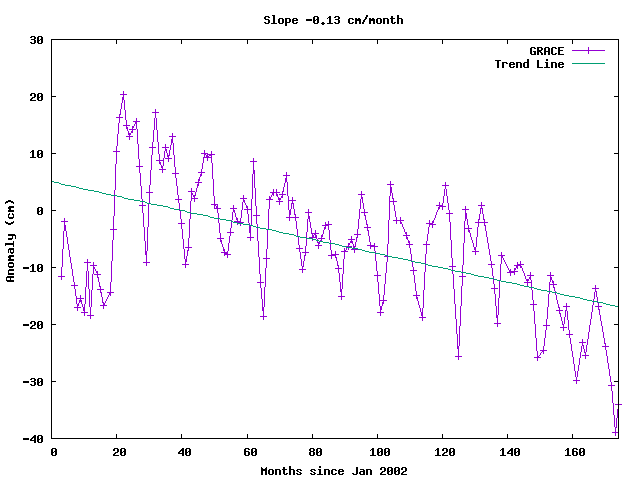 Slope -0.13 cm/month
30
20
10
0
-10
-20
-30
-40
Anomaly (cm)
GRACE
Trend Line
0 20 40 60 80 100 120 140 160
Months since Jan 2002